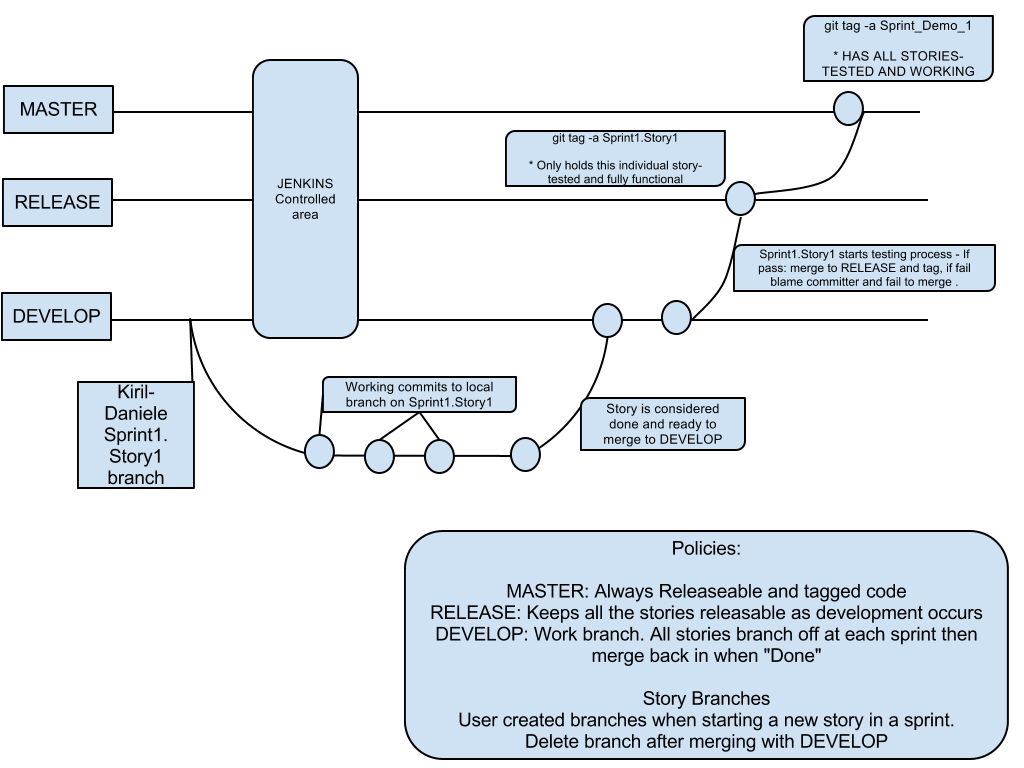 git tag -a Sprint_Demo_1
* HAS ALL STORIES-
TESTED AND WORKING
MASTER
git tag -a Sprint1.Story1
* Only holds this individual story-
tested and fully functional
JENKINS
Controlled
area
RELEASE
Sprint1.Story1 starts testing process - If
pass: merge to RELEASE and tag, if fail
blame committer and fail to merge .
DEVELOP
Kiril-
Daniele
Sprint1.
Story1
branch
Working commits to local
branch on Sprint1.Story1
Story is considered
done and ready to
merge to DEVELOP
Policies:
MASTER: Always Releaseable and tagged code
RELEASE: Keeps all the stories releasable as development occurs
DEVELOP: Work branch. All stories branch off at each sprint then
merge back in when "Done"
Story Branches
User created branches when starting a new story in a sprint.
Delete branch after merging with DEVELOP